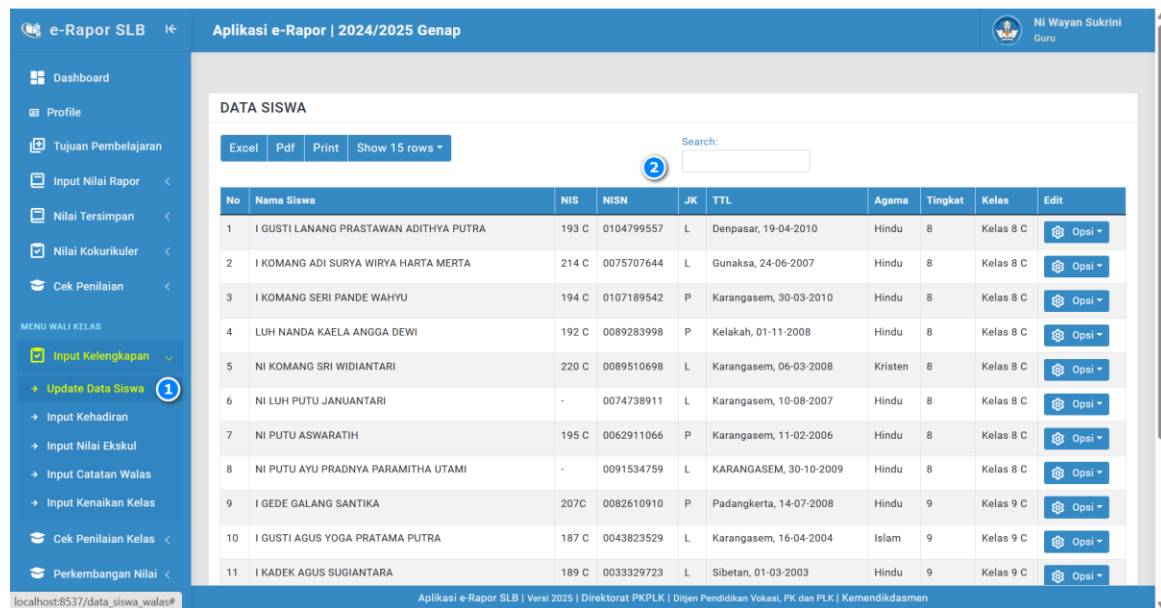 e-Rapor SLB
Aplikasi e-Rapor | 2024/2025 Genap
Ni Wayan Sukrini
Guru
Dashboard
Profile
Tujuan Pembelajaran
Input Nilai Rapor
Nilai Tersimpan
Nilai Kokurikuler
Cek Penilaian
MENU WALI KELAS
Input Kelengkapan
Update Data Siswa 1
Input Kehadiran
Input Nilai Ekskul
Input Catatan Walas
Input Kenaikan Kelas
Cek Penilaian Kelas
Perkembangan Nilai
localhost:8537/data_siswa_walas#
DATA SISWA
Excel Pdf Print Show 15 rows
Search:
2
No Nama Siswa NIS NISN JK TTL Agama Tingkat Kelas Edit
1 I GUSTI LANANG PRASTAWAN ADITHYA PUTRA 193 C 0104799557 L Denpasar, 19-04-2010 Hindu 8 Kelas 8 C Opsi
2 I KOMANG ADI SURYA WIRYA HARTA MERTA 214 C 0075707644 L Gunaksa, 24-06-2007 Hindu 8 Kelas 8 C Opsi
3 I KOMANG SERI PANDE WAHYU 194 C 0107189542 P Karangasem, 30-03-2010 Hindu 8 Kelas 8 C Opsi
4 LUH NANDA KAELA ANGGA DEWI 192 C 0089283998 P Kelakah, 01-11-2008 Hindu 8 Kelas 8 C Opsi
5 NI KOMANG SRI WIDIANTARI 220 C 0089510698 L Karangasem, 06-03-2008 Kristen 8 Kelas 8 C Opsi
6 NI LUH PUTU JANUANTARI - 0074738911 L Karangasem, 10-08-2007 Hindu 8 Kelas 8 C Opsi
7 NI PUTU ASWARATIH 195 C 0062911066 P Karangasem, 11-02-2006 Hindu 8 Kelas 8 C Opsi
8 NI PUTU AYU PRADNYA PARAMITHA UTAMI - 0091534759 L KARANGASEM, 30-10-2009 Hindu 8 Kelas 8 C Opsi
9 I GEDE GALANG SANTIKA 207C 0082610910 P Padangkerta, 14-07-2008 Hindu 9 Kelas 9 C Opsi
10 I GUSTI AGUS YOGA PRATAMA PUTRA 187 C 0043823529 L Karangasem, 16-04-2004 Islam 9 Kelas 9 C Opsi
11 I KADEK AGUS SUGIANTARA 189 C 0033329723 L Sibetan, 01-03-2003 Hindu 9 Kelas 9 C Opsi
Aplikasi e-Rapor SLB | Versi 2025 | Direktorat PKPLK | Ditjen Pendidikan Vokasi, PK dan PLK | Kemendikdasmen